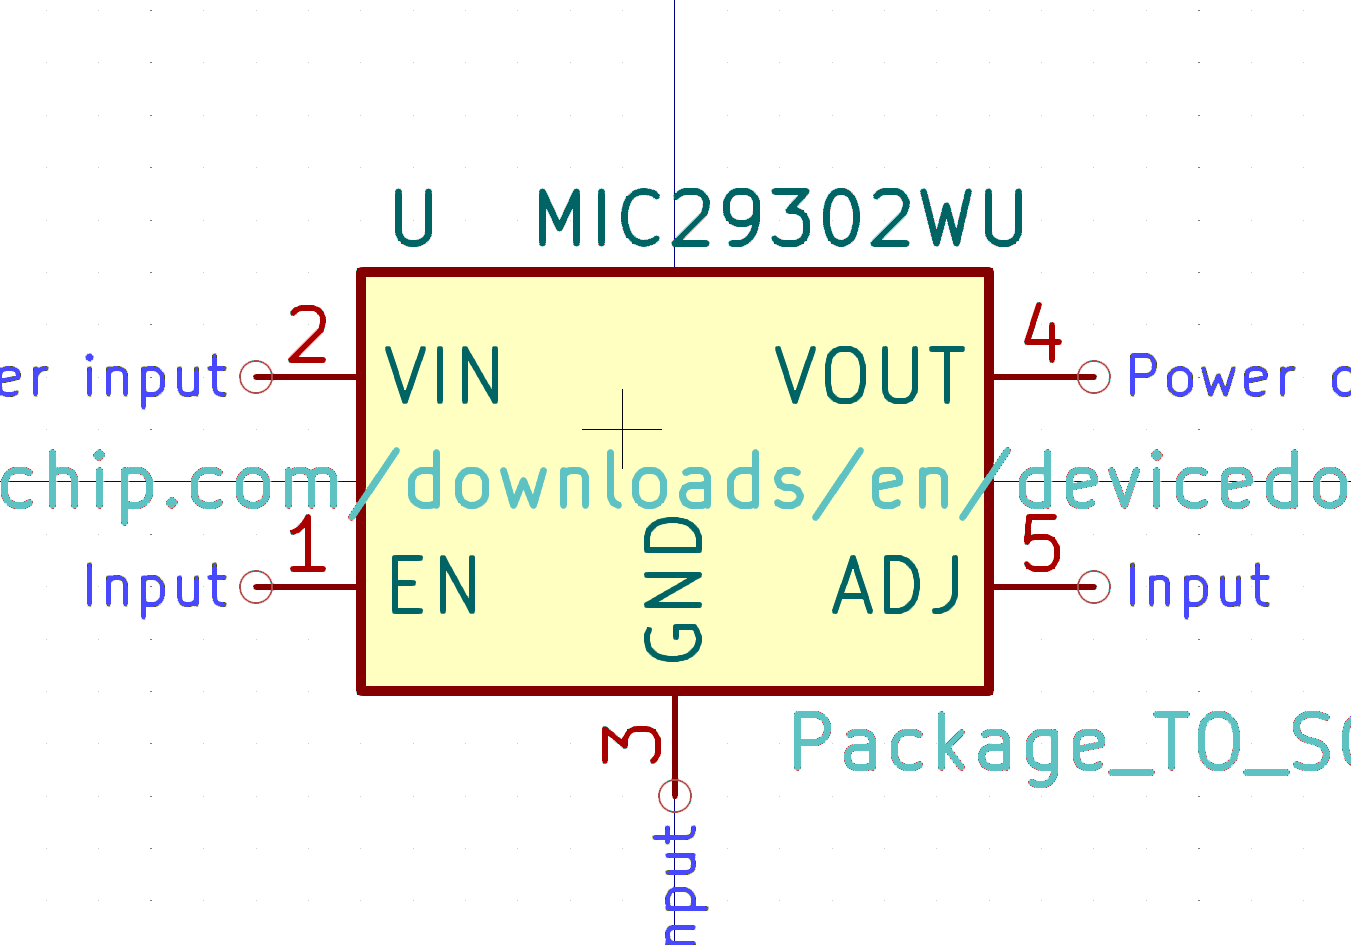 U MIC29302WU
2 4
er input VIN VOUT Power
chip.com/downloads/en/devicedo
1 5
Input EN GND ADJ Input
3 Package_TO_SO
nput